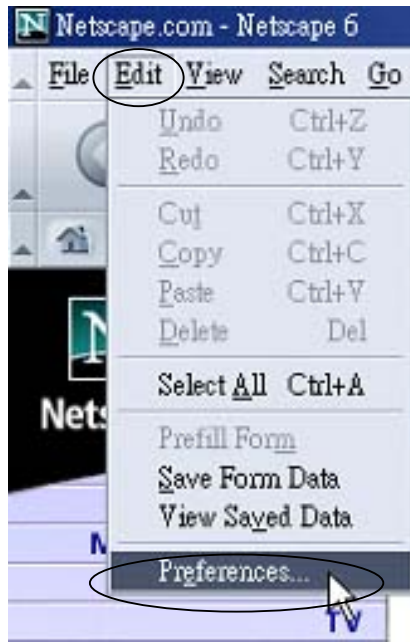 Netscape.com - Netscape 6
File Edit View Search Go
Undo Ctrl+Z
Redo Ctrl+Y
Cut Ctrl+X
Copy Ctrl+C
Paste Ctrl+V
Delete Del
Select All Ctrl+A
Prefill Form
Save Form Data
View Saved Data
Preferences...
N
Nets
N
TV